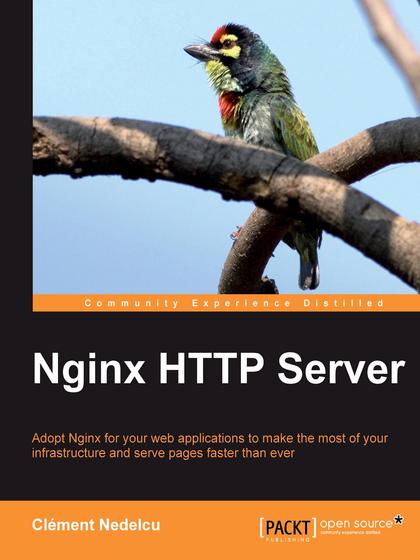 Community Experience Distilled
Nginx HTTP Server
Adopt Nginx for your web applications to make the most of your
infrastructure and serve pages faster than ever
Clément Nedelcu
[PACKT] open source*
PUBLISHING community experience distilled